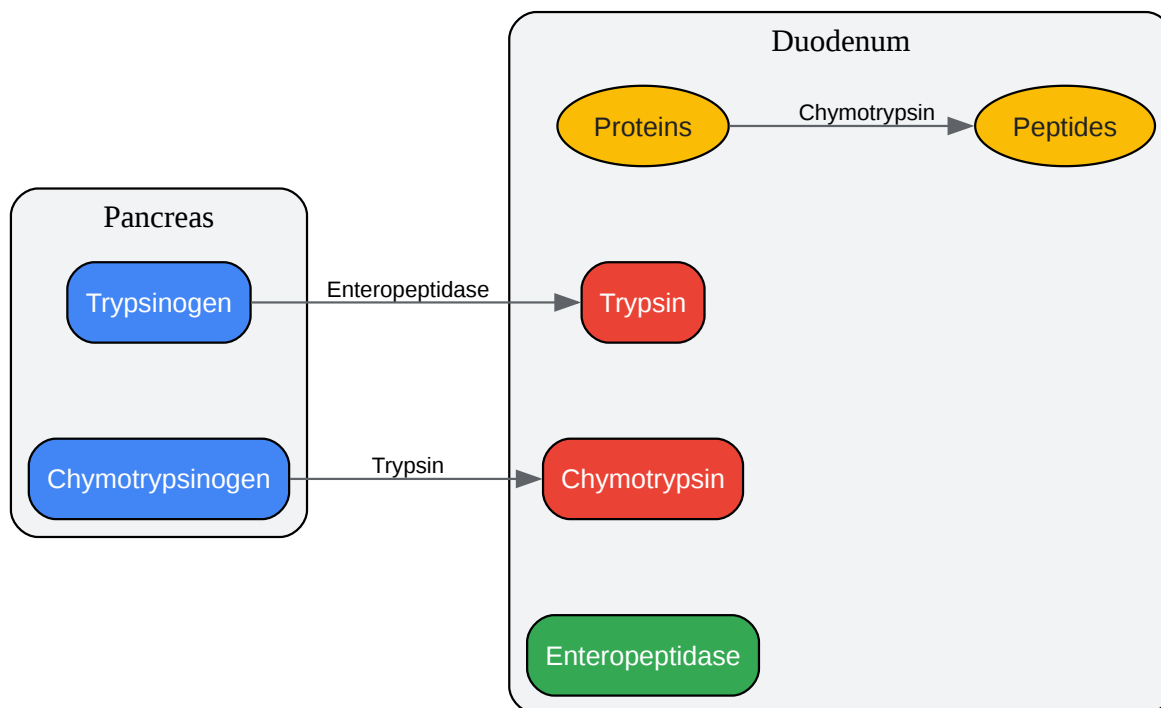 Duodenum
Proteins
Chymotrypsin
Peptides
Pancreas
Trypsinogen
Enteropeptidase
Trypsin
Chymotrypsinogen
Trypsin
Chymotrypsin
Enteropeptidase